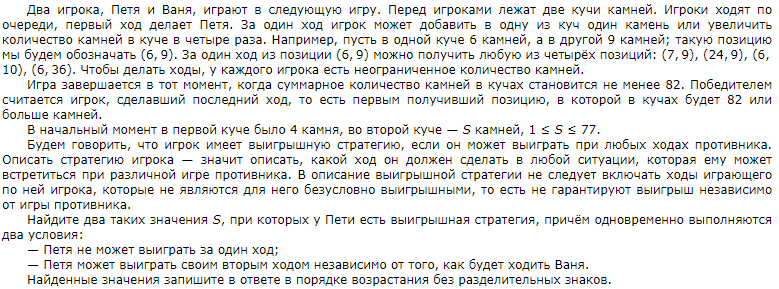 Два игрока, Петя и Ваня, играют в следующую игру. Перед игроками лежат две кучи камней. Игроки ходят по
очереди, первый ход делает Петя. За один ход игрок может добавить в одну из куч один камень или увеличить
количество камней в куче в четыре раза. Например, пусть в одной куче 6 камней, а в другой 9 камней; такую позицию
мы будем обозначать (6, 9). За один ход из позиции (6, 9) можно получить любую из четырёх позиций: (7, 9), (24, 9), (6,
10), (6, 36). Чтобы делать ходы, у каждого игрока есть неограниченное количество камней.
Игра завершается в тот момент, когда суммарное количество камней в кучах становится не менее 82. Победителем
считается игрок, сделавший последний ход, то есть первым получивший позицию, в которой в кучах будет 82 или
больше камней.
В начальный момент в первой куче было 4 камня, во второй куче — S камней, 1 ≤ S ≤ 77.
Будем говорить, что игрок имеет выигрышную стратегию, если он может выиграть при любых ходах противника.
Описать стратегию игрока — значит описать, какой ход он должен сделать в любой ситуации, которая ему может
встретиться при различной игре противника. В описание выигрышной стратегии не следует включать ходы играющего
по ней игрока, которые не являются для него безусловно выигрышными, то есть не гарантируют выигрыш независимо
от игры противника.
Найдите два таких значения S, при которых у Пети есть выигрышная стратегия, причём одновременно выполняются
два условия:
— Петя не может выиграть за один ход;
— Петя может выиграть своим вторым ходом независимо от того, как будет ходить Ваня.
Найденные значения запишите в ответе в порядке возрастания без разделительных знаков.